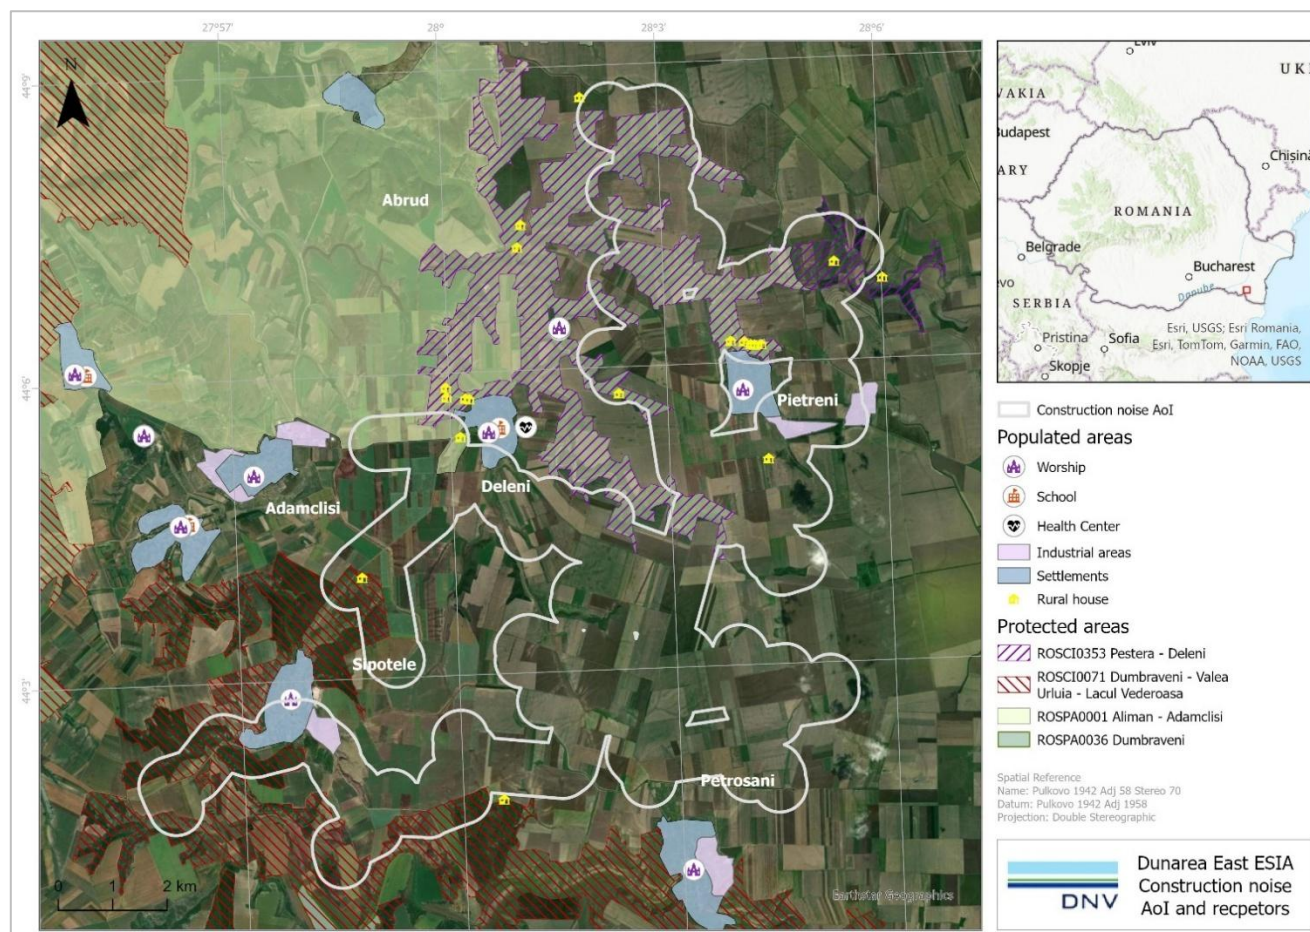 27°57'
28°
28°3'
28°6'
44°9'
44°6'
44°3'
N
Abrud
Pietreni
Deleni
Adamclisi
Sipotele
Petrosani
0 1 2 km
Earthstar Geographics
Lviv
UKI
VAKIA
Budapest
ARY
Chişină
ROMANIA
Belgrade
Bucharest
evo
Danube
SERBIA
Esri, USGS; Esri Romania,
Pristina
Sofia
Esri, TomTom, Garmin, FAO,
NOAA, USGS
Skopje
Construction noise AoI
Populated areas
Worship
School
Health Center
Industrial areas
Settlements
Rural house
Protected areas
ROSCI0353 Pestera - Deleni
ROSCI0071 Dumbraveni - Valea
Urluia - Lacul Vederoasa
ROSPA0001 Aliman - Adamclisi
ROSPA0036 Dumbraveni
Spatial Reference
Name: Pulkovo 1942 Adj 58 Stereo 70
Datum: Pulkovo 1942 Adj 1958
Projection: Double Stereographic
DNV
Dunarea East ESIA
Construction noise
AoI and recpetors